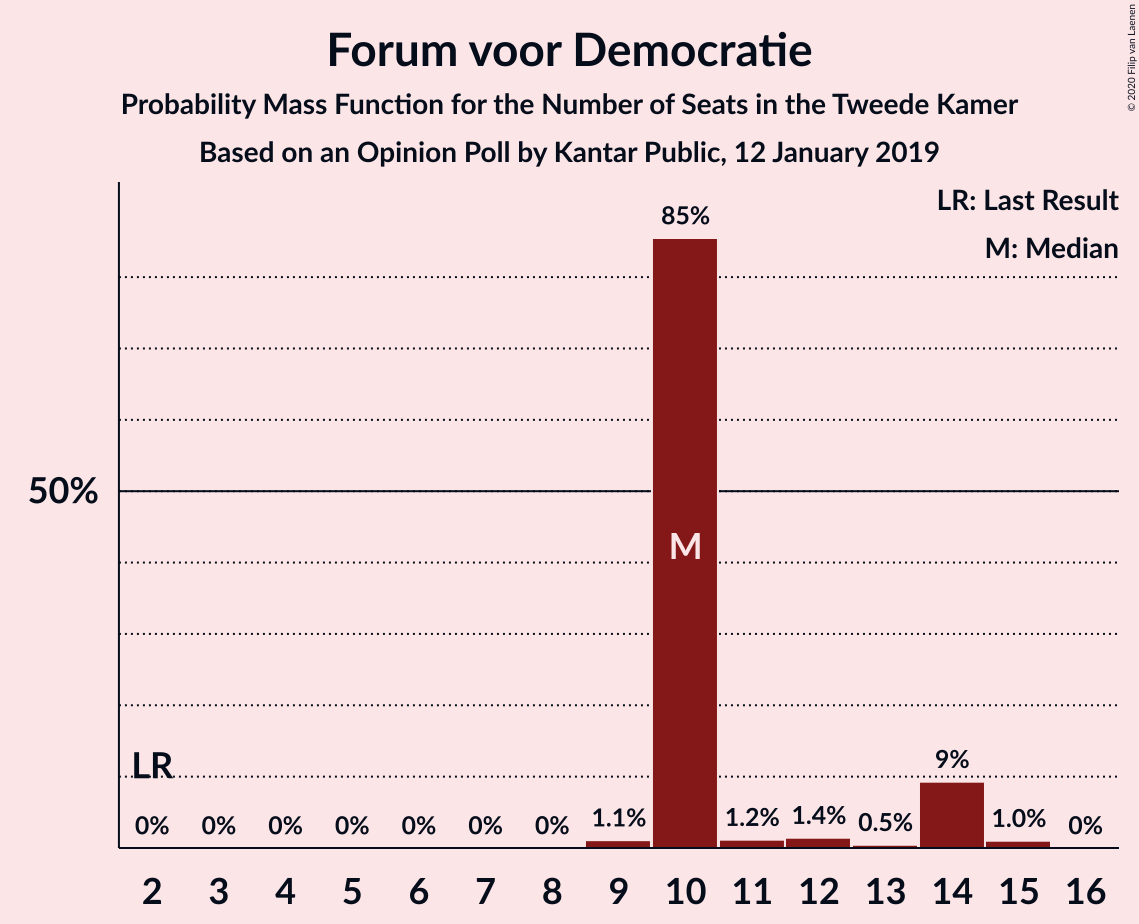 Forum voor Democratie
Probability Mass Function for the Number of Seats in the Tweede Kamer
Based on an Opinion Poll by Kantar Public, 12 January 2019
© 2020 Filip van Laenen
LR: Last Result
M: Median
85%
50%
M
LR
9%
0% 0% 0% 0% 0% 0% 0% 1.1% 1.2% 1.4% 0.5% 1.0% 0%
2 3 4 5 6 7 8 9 10 11 12 13 14 15 16